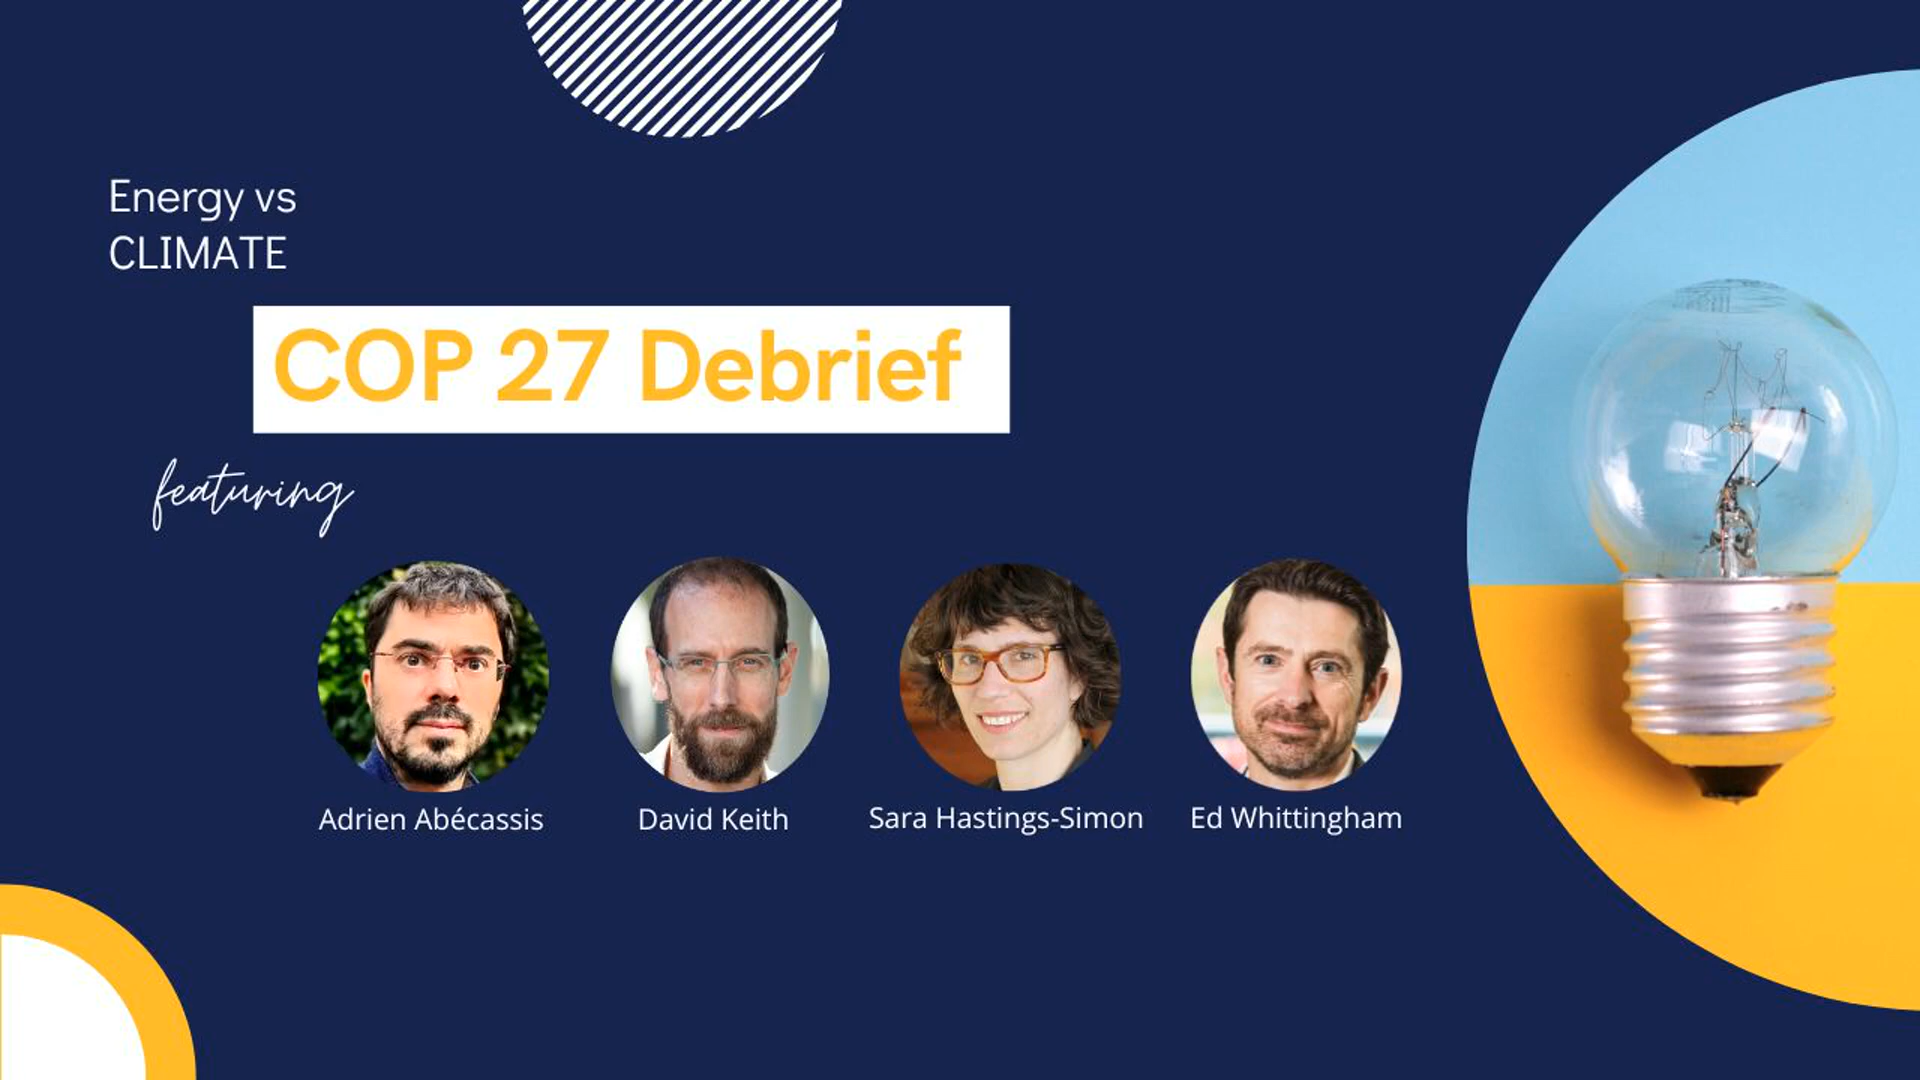 Energy vs
CLIMATE
COP 27 Debrief
featuring
Adrien Abécassis
David Keith
Sara Hastings-Simon
Ed Whittingham